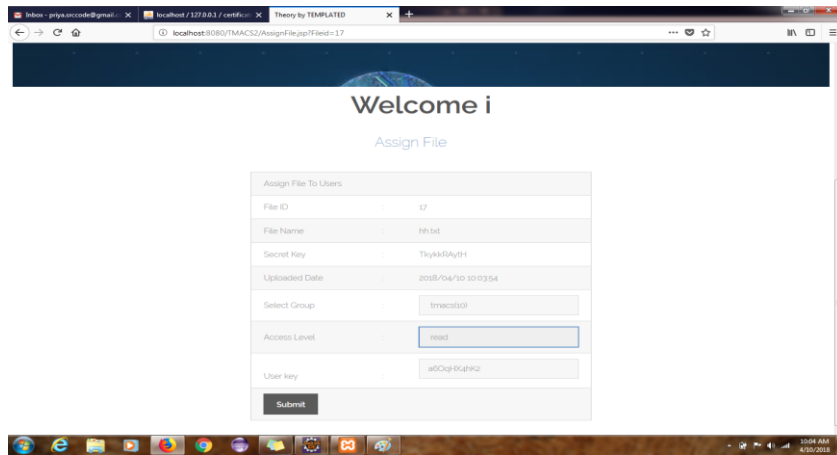 Inbox - priya.srccode@gmail.c
localhost / 127.0.0.1 / certificat
Theory by TEMPLATED
localhost:8080/TMACS2/AssignFile.jsp?Fileid=17
Welcome i
Assign File
Assign File To Users
File ID : 17
File Name : hh.txt
Secret Key : TkykkRAytH
Uploaded Date : 2018/04/10 10:03:54
Select Group :
Access Level : read
User key : a6OqHX4hK2
Submit
10:04 AM
4/10/2018